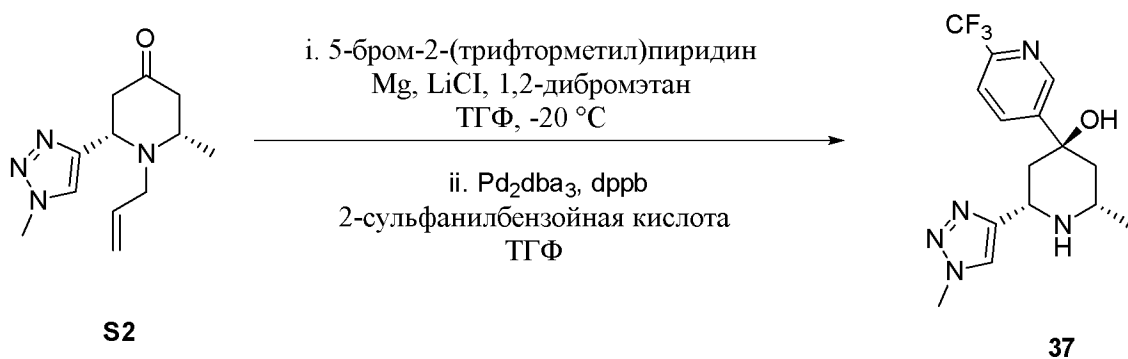 O
N
N
N
N
S2
i. 5-бром-2-(трифторметил)пиридин
Mg, LiCl, 1,2-дибромэтан
ТГФ, -20 °C
ii. Pd2dba3, dppb
2-сульфанилбензойная кислота
ТГФ
CF3
N
OH
N
N
N
N
H
37